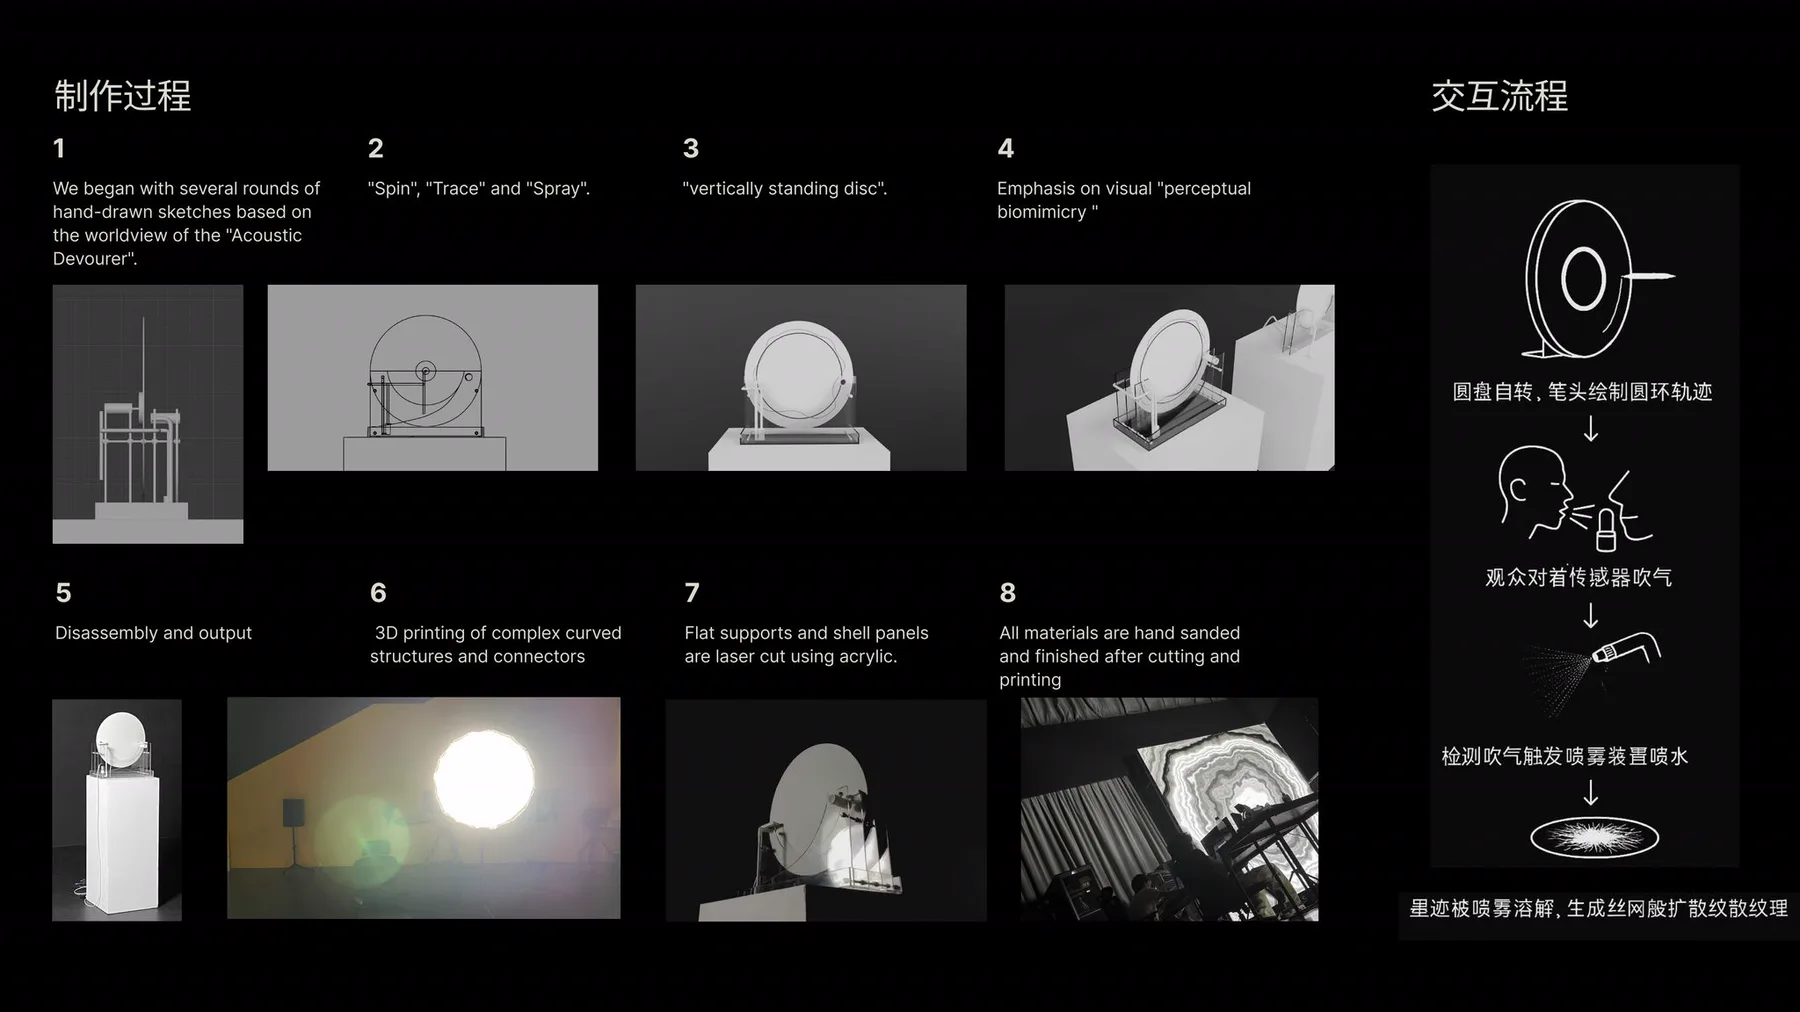 制作过程
1
We began with several rounds of
hand-drawn sketches based on
the worldview of the "Acoustic
Devourer".
2
"Spin", "Trace" and "Spray".
3
"vertically standing disc".
4
Emphasis on visual "perceptual
biomimicry "
5
Disassembly and output
6
3D printing of complex curved
structures and connectors
7
Flat supports and shell panels
are laser cut using acrylic.
8
All materials are hand sanded
and finished after cutting and
printing
交互流程
圆盘自转, 笔头绘制圆环轨迹
观众对着传感器吹气
检测吹气触发喷雾装置喷水
墨迹被喷雾溶解, 生成丝网般扩散纹散纹理